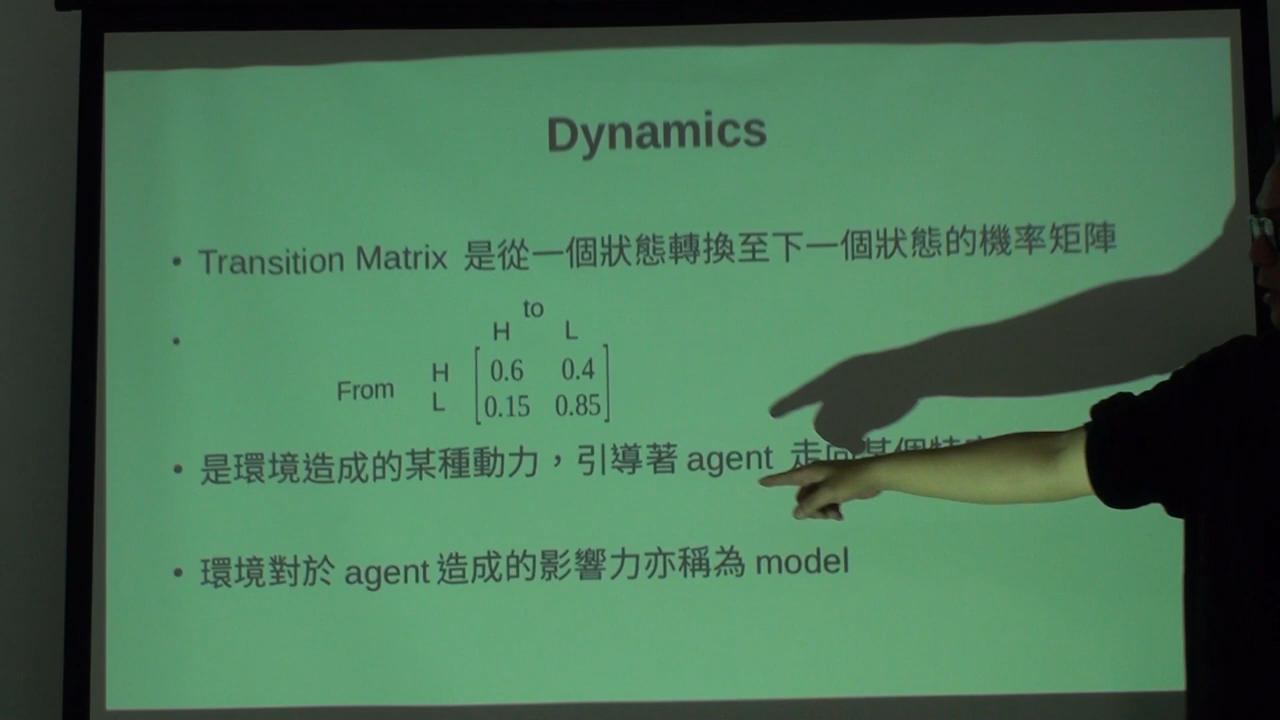 Dynamics
• Transition Matrix 是從一個狀態轉換至下一個狀態的機率矩陣
to
H L
From H 0.6 0.4
L 0.15 0.85
• 是環境造成的某種動力，引導著 agent 走向某個
• 環境對於 agent 造成的影響力亦稱為 model